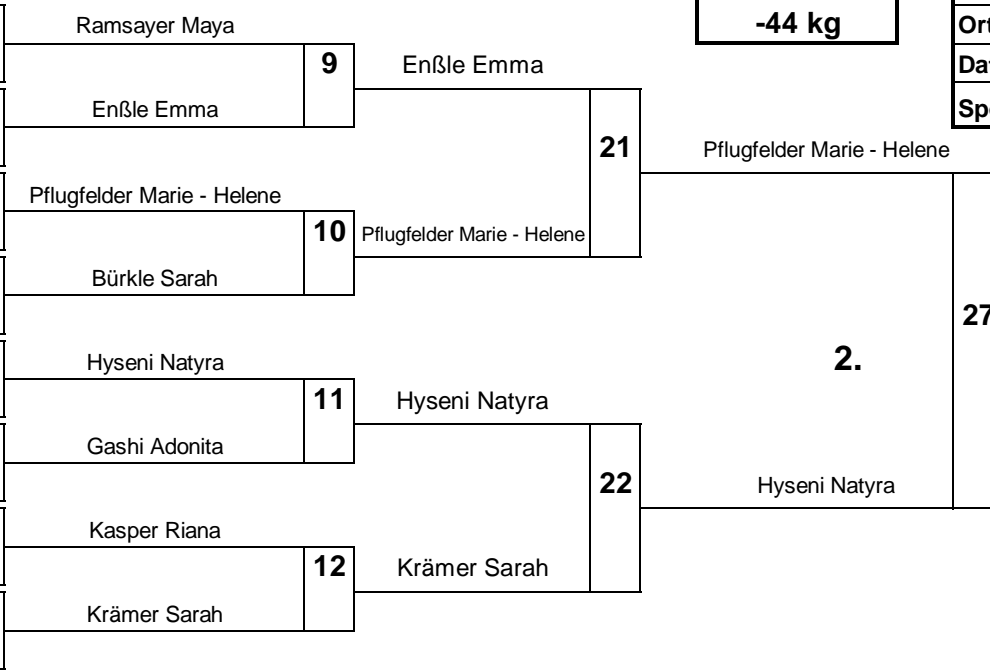 Ramsayer Maya
-44 kg
9
Enßle Emma
Enßle Emma
21
Pflugfelder Marie - Helene
Pflugfelder Marie - Helene
10
Pflugfelder Marie - Helene
Bürkle Sarah
27
2.
Hyseni Natyra
11
Hyseni Natyra
Gashi Adonita
22
Hyseni Natyra
Kasper Riana
12
Krämer Sarah
Krämer Sarah